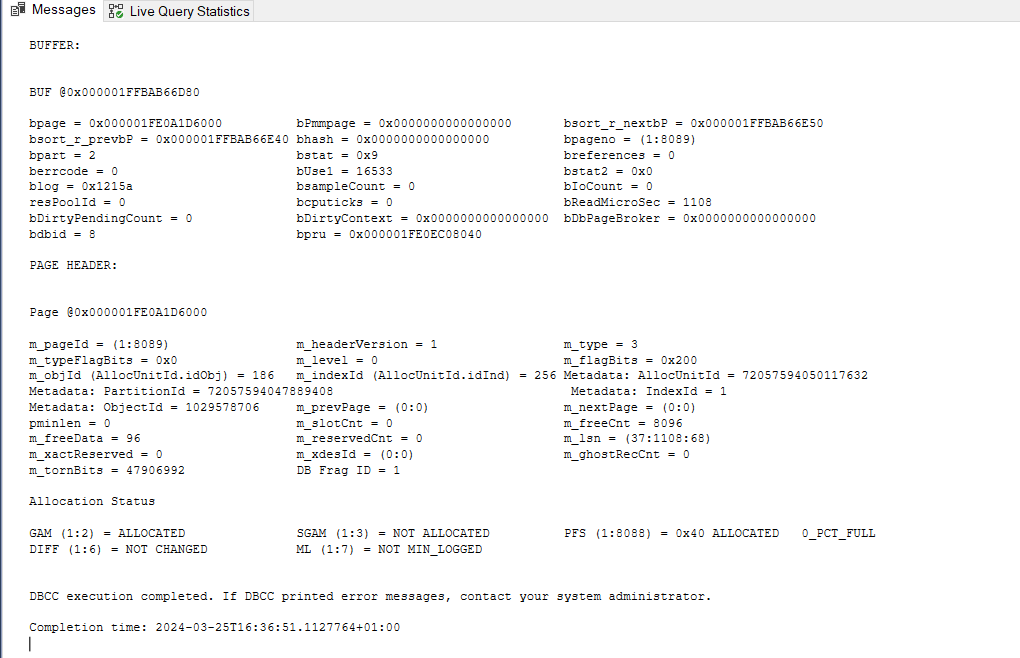 Messages Live Query Statistics
BUFFER:
BUF @0x000001FFBAB66D80
bpage = 0x000001FE0A1D6000 bPmmpage = 0x0000000000000000 bsort_r_nextbP = 0x000001FFBAB66E50
bsort_r_prevbP = 0x000001FFBAB66E40 bhash = 0x0000000000000000 bpageno = (1:8089)
bpart = 2 bstat = 0x9 breferences = 0
berrcode = 0 bUse1 = 16533 bstat2 = 0x0
blog = 0x1215a bsampleCount = 0 bIoCount = 0
resPoolId = 0 bcputicks = 0 bReadMicroSec = 1108
bDirtyPendingCount = 0 bDirtyContext = 0x0000000000000000 bDbPageBroker = 0x0000000000000000
bdbid = 8 bpru = 0x000001FE0EC08040
PAGE HEADER:
Page @0x000001FE0A1D6000
m_pageId = (1:8089) m_headerVersion = 1 m_type = 3
m_typeFlagBits = 0x0 m_level = 0 m_flagBits = 0x200
m_objId (AllocUnitId.idObj) = 186 m_indexId (AllocUnitId.idInd) = 256 Metadata: AllocUnitId = 72057594050117632
Metadata: PartitionId = 72057594047889408 Metadata: IndexId = 1
Metadata: ObjectId = 1029578706 m_prevPage = (0:0) m_nextPage = (0:0)
pminlen = 0 m_slotCnt = 0 m_freeCnt = 8096
m_freeData = 96 m_reservedCnt = 0 m_lsn = (37:1108:68)
m_xactReserved = 0 m_xdesId = (0:0) m_ghostRecCnt = 0
m_tornBits = 47906992 DB Frag ID = 1
Allocation Status
GAM (1:2) = ALLOCATED SGAM (1:3) = NOT ALLOCATED PFS (1:8088) = 0x40 ALLOCATED 0_PCT_FULL
DIFF (1:6) = NOT CHANGED ML (1:7) = NOT MIN_LOGGED
DBCC execution completed. If DBCC printed error messages, contact your system administrator.
Completion time: 2024-03-25T16:36:51.1127764+01:00